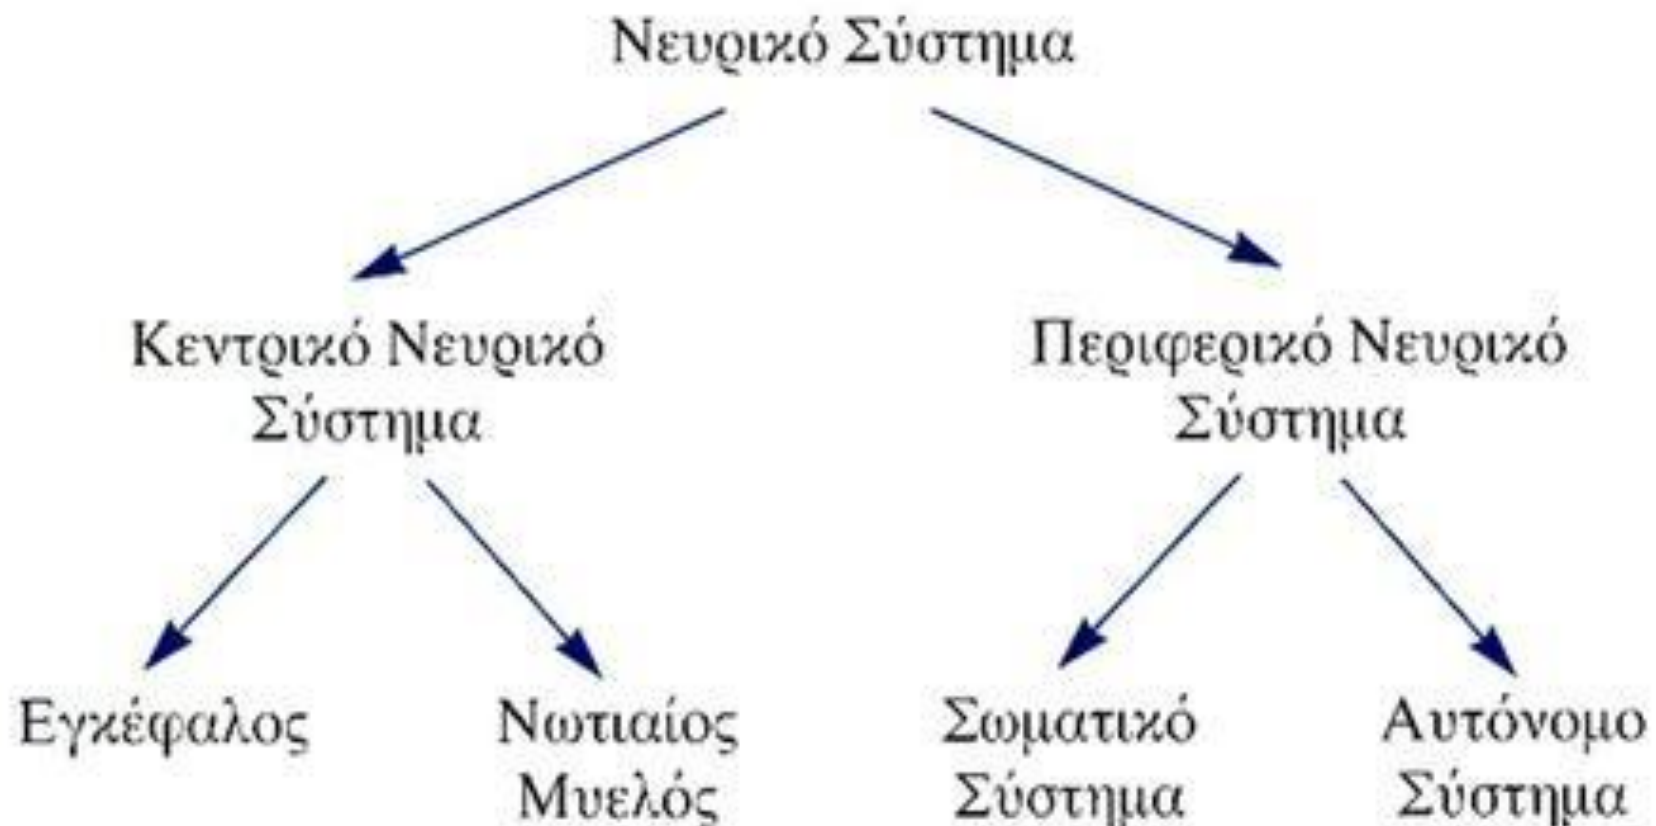 Νευρικό Σύστημα
Κεντρικό Νευρικό
Σύστημα
Περιφερικό Νευρικό
Σύστημα
Εγκέφαλος
Νωτιαίος
Μυελός
Σωματικό
Σύστημα
Αυτόνομο
Σύστημα